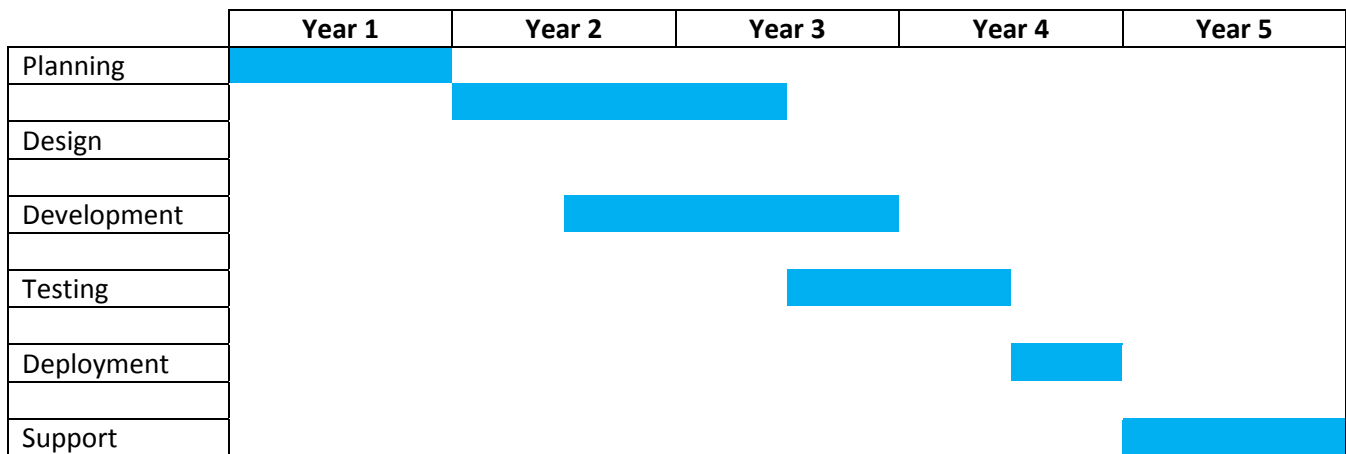 Year 1 Year 2 Year 3 Year 4 Year 5
Planning
Design
Development
Testing
Deployment
Support